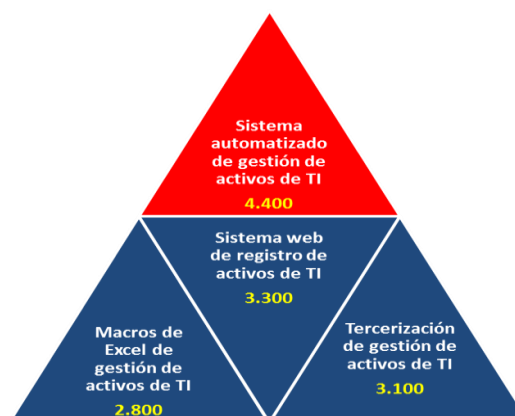 Sistema
automatizado
de gestión de
activos de TI
4.400
Sistema web
de registro de
activos de TI
3.300
Macros de
Excel de
gestión de
activos de TI
2.800
Tercerización
de gestión de
activos de TI
3.100